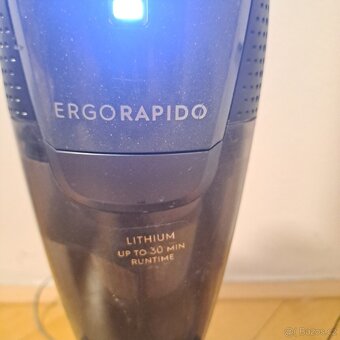 ERGORAPIDO
LITHIUM
UP TO 30 MIN
RUNTIME